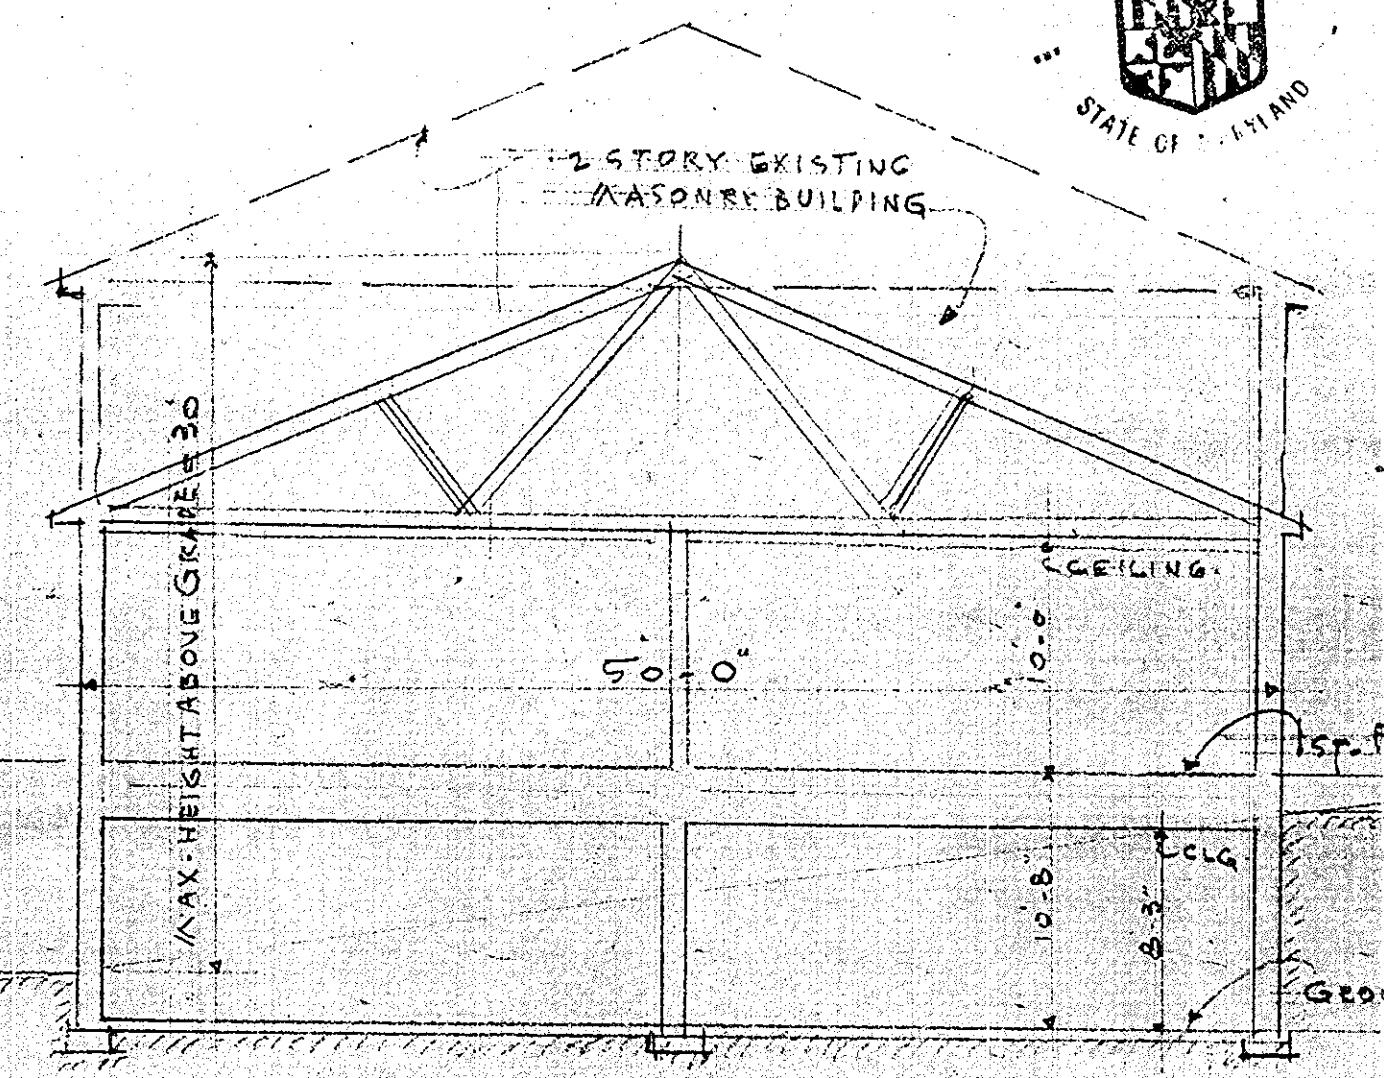 STATE OF
2 STORY EXISTING
MASONRY BUILDING
MAX. HEIGHT ABOVE GRADE = 30'
CEILING
10'-0"
50'-0"
CLG
10'-8"
8'-3"